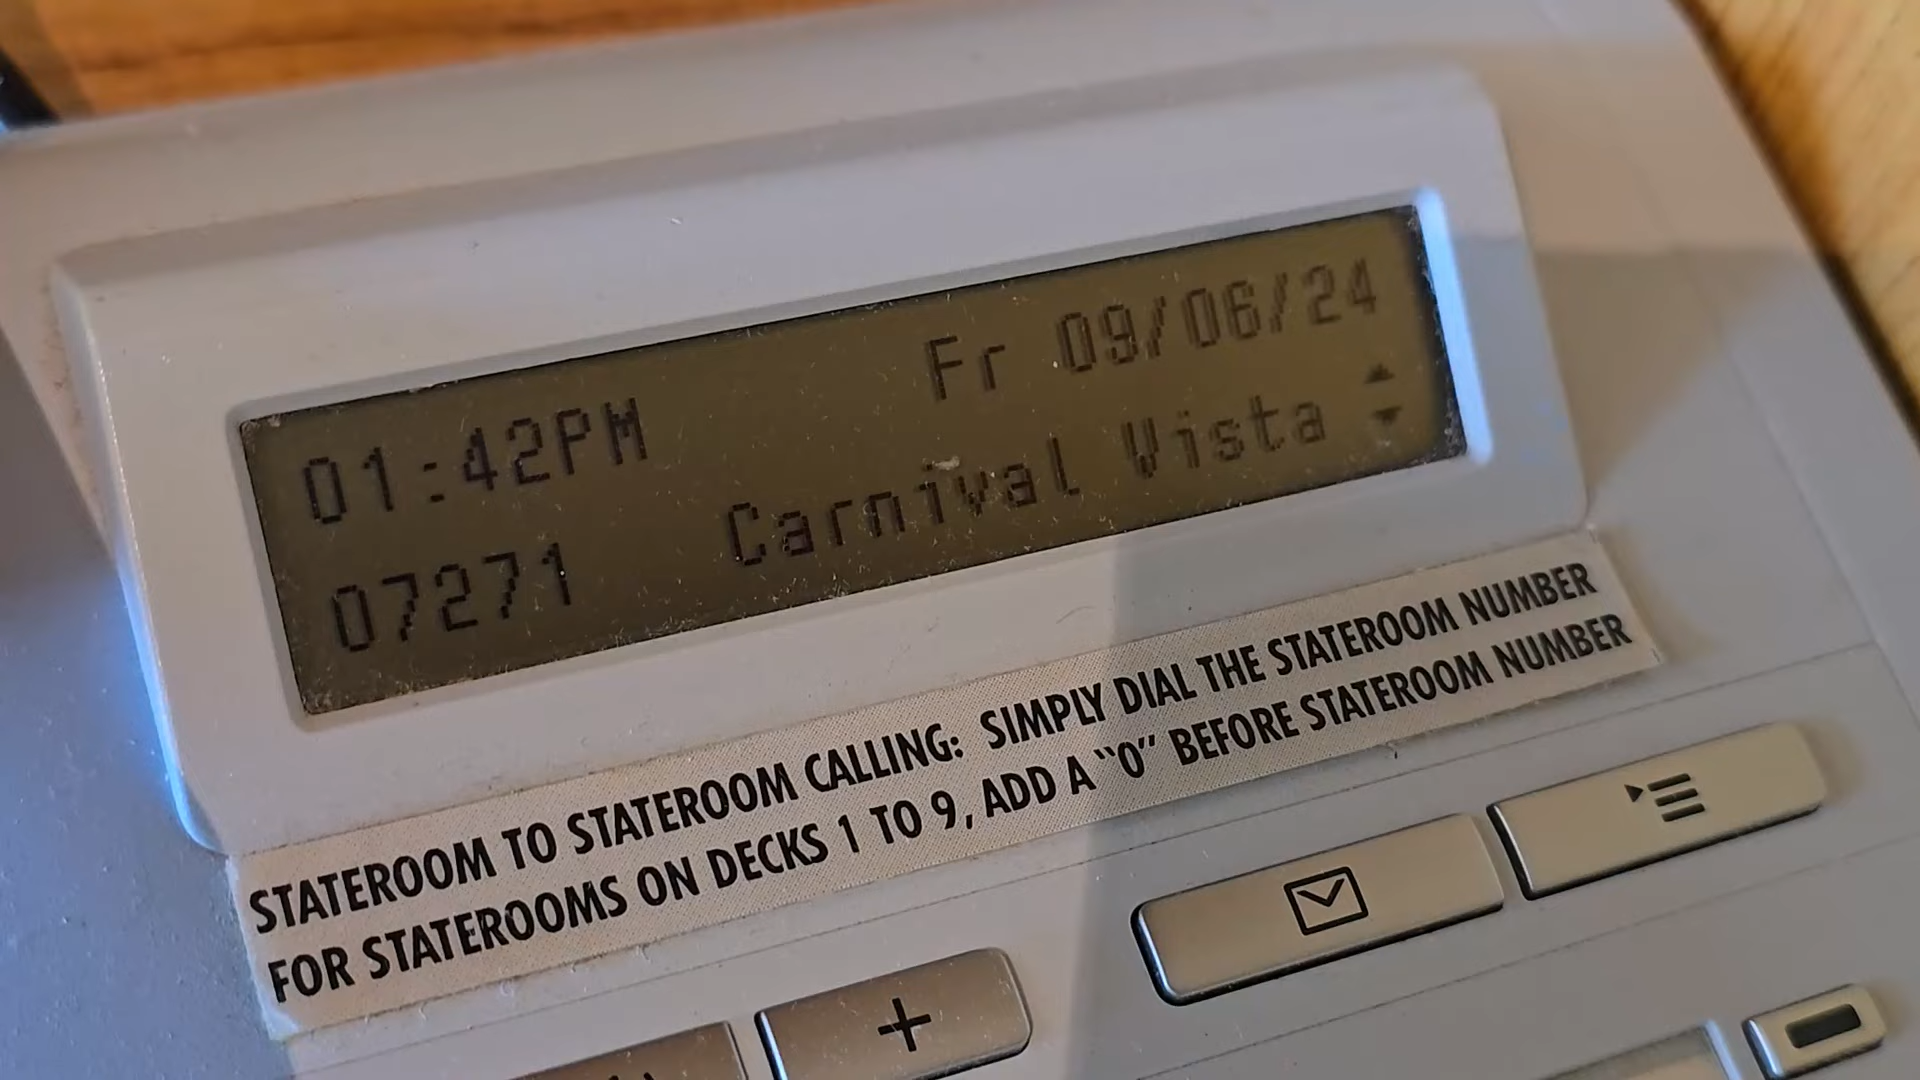 01:42PM Fr 09/06/24
07271 Carnival Vista
STATEROOM TO STATEROOM CALLING: SIMPLY DIAL THE STATEROOM NUMBER
FOR STATEROOMS ON DECKS 1 TO 9, ADD A "0" BEFORE STATEROOM NUMBER
+